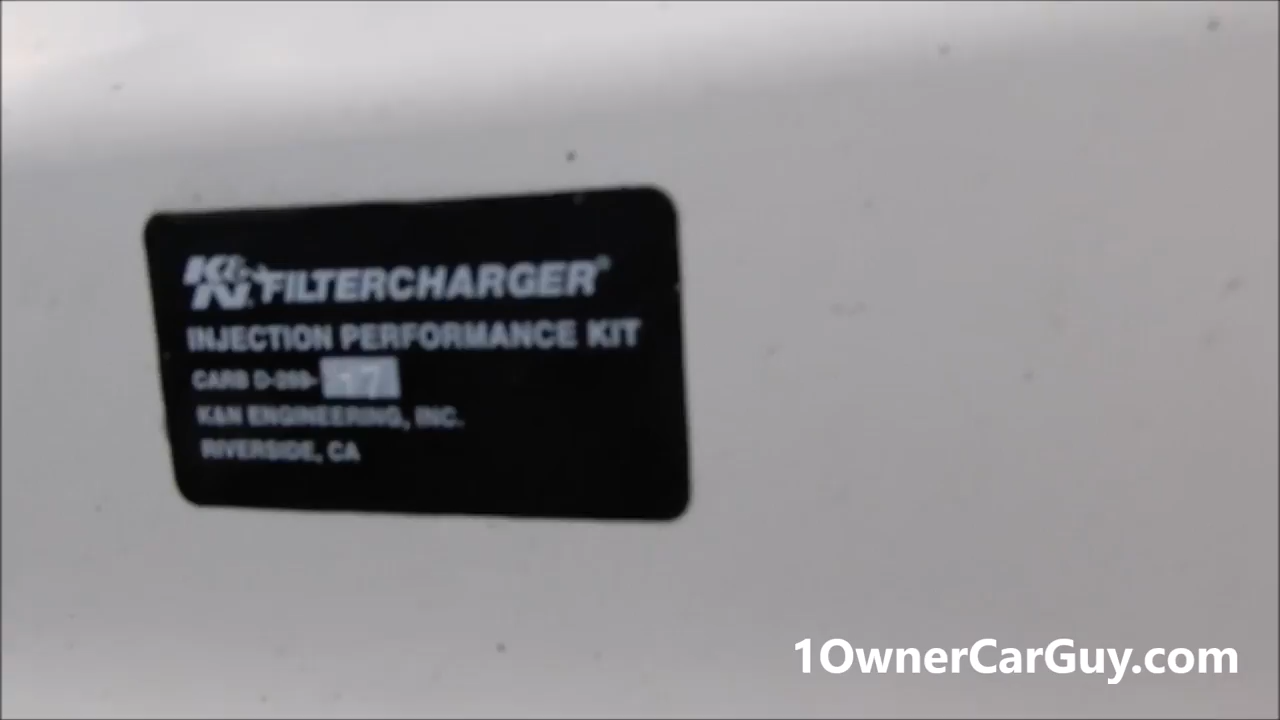 K&N FILTERCHARGER®
INJECTION PERFORMANCE KIT
CARB D-269-17
K&N ENGINEERING, INC.
RIVERSIDE, CA
1OwnerCarGuy.com